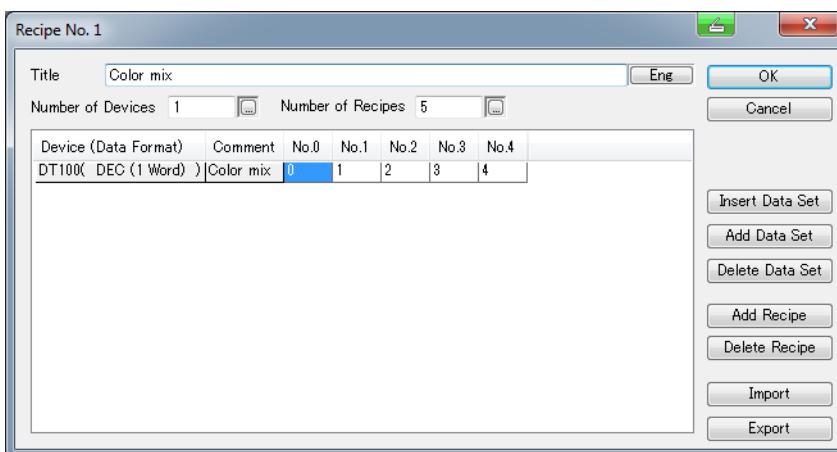 Recipe No. 1
Title Color mix Eng
Number of Devices 1 ... Number of Recipes 5 ...
Device (Data Format) Comment No.0 No.1 No.2 No.3 No.4
DT100( DEC (1 Word) ) Color mix 0 1 2 3 4
OK
Cancel
Insert Data Set
Add Data Set
Delete Data Set
Add Recipe
Delete Recipe
Import
Export